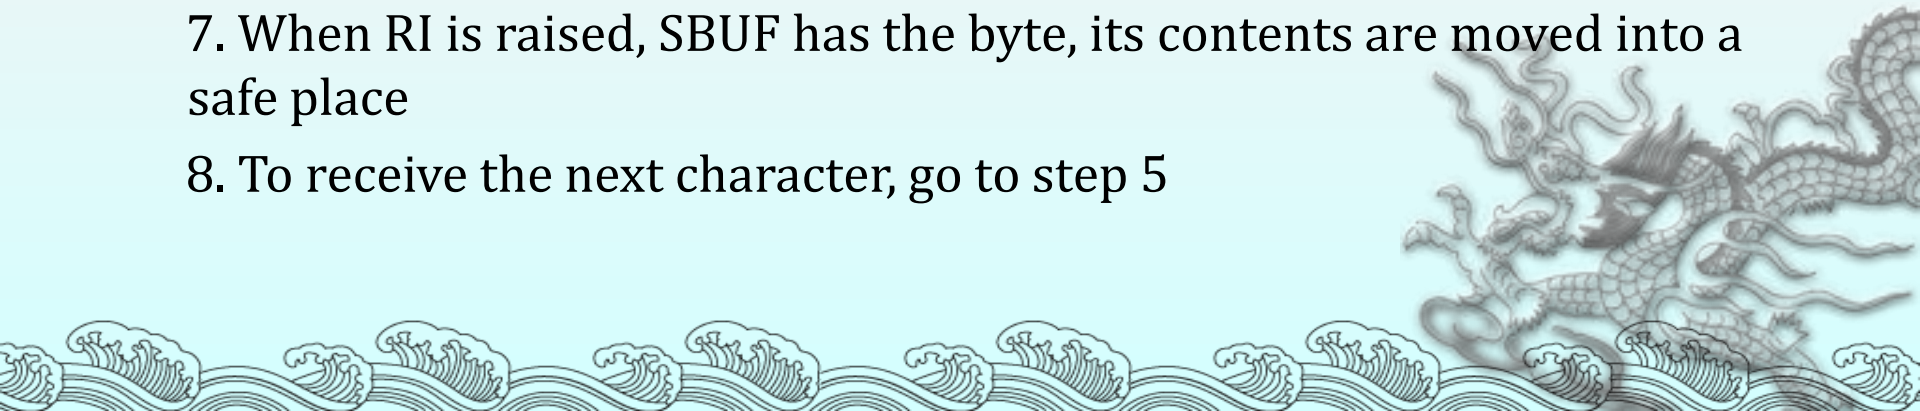 7. When RI is raised, SBUF has the byte, its contents are moved into a
safe place
8. To receive the next character, go to step 5